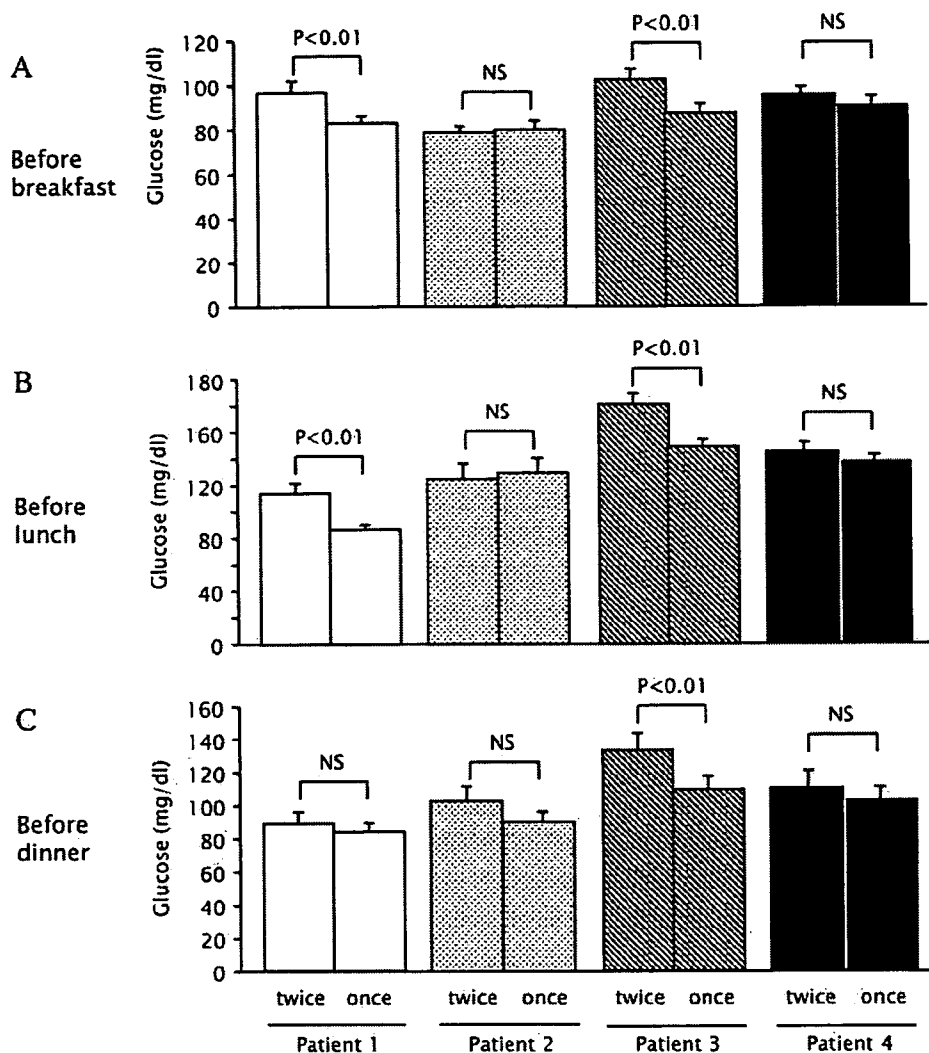 A
Before
breakfast
Glucose (mg/dl)
120
100
80
60
40
20
0
P<0.01
NS
P<0.01
NS
B
Before
lunch
Glucose (mg/dl)
180
160
120
80
40
0
P<0.01
NS
P<0.01
NS
C
Before
dinner
Glucose (mg/dl)
160
140
120
100
80
60
40
20
0
NS
NS
P<0.01
NS
twice once twice once twice once twice once
Patient 1 Patient 2 Patient 3 Patient 4